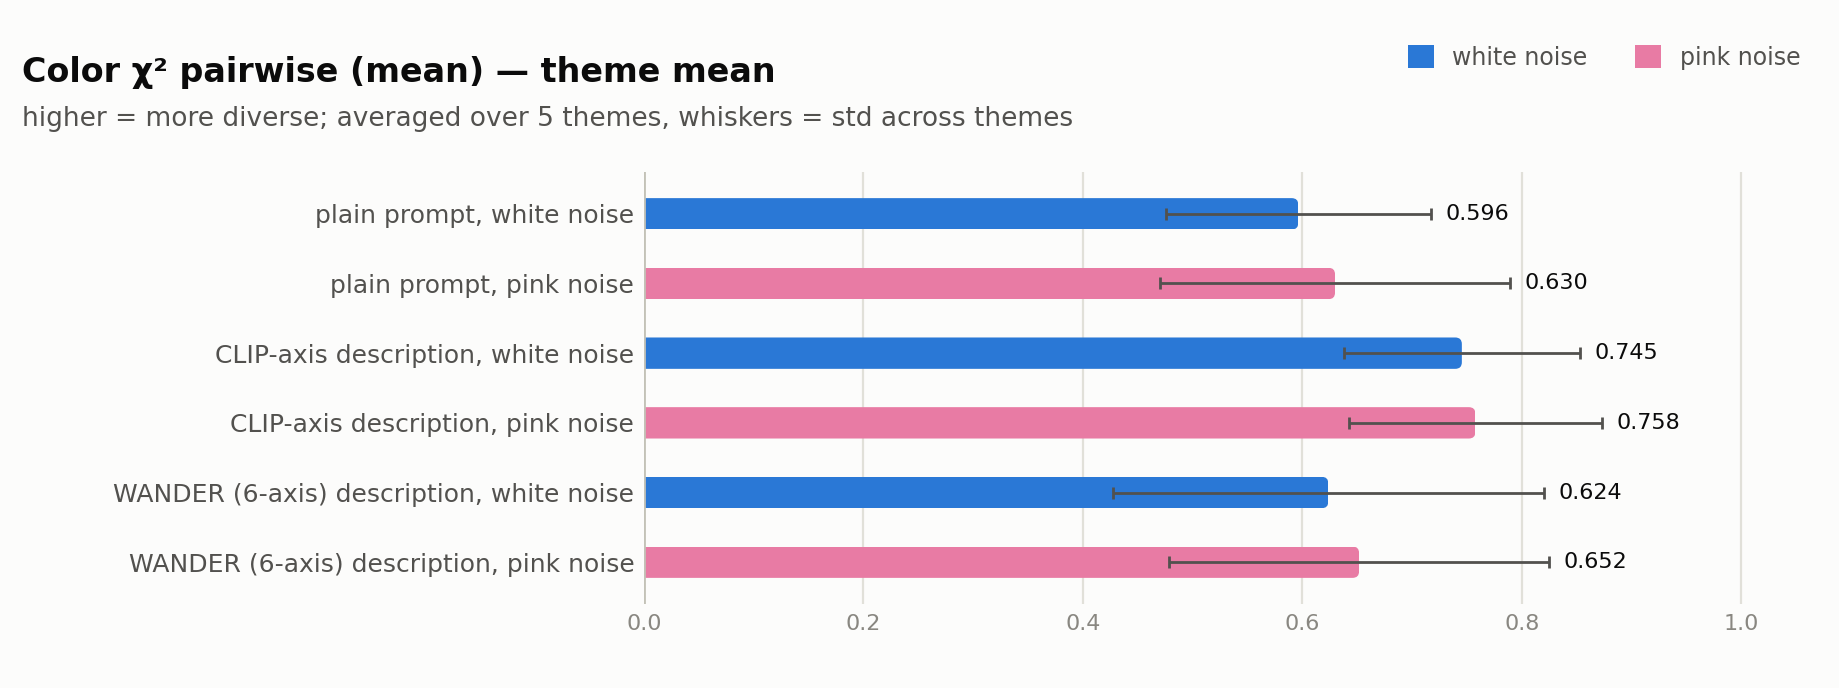 Color χ² pairwise (mean) — theme mean
higher = more diverse; averaged over 5 themes, whiskers = std across themes
white noise
pink noise
plain prompt, white noise
0.596
plain prompt, pink noise
0.630
CLIP-axis description, white noise
0.745
CLIP-axis description, pink noise
0.758
WANDER (6-axis) description, white noise
0.624
WANDER (6-axis) description, pink noise
0.652
0.0 0.2 0.4 0.6 0.8 1.0